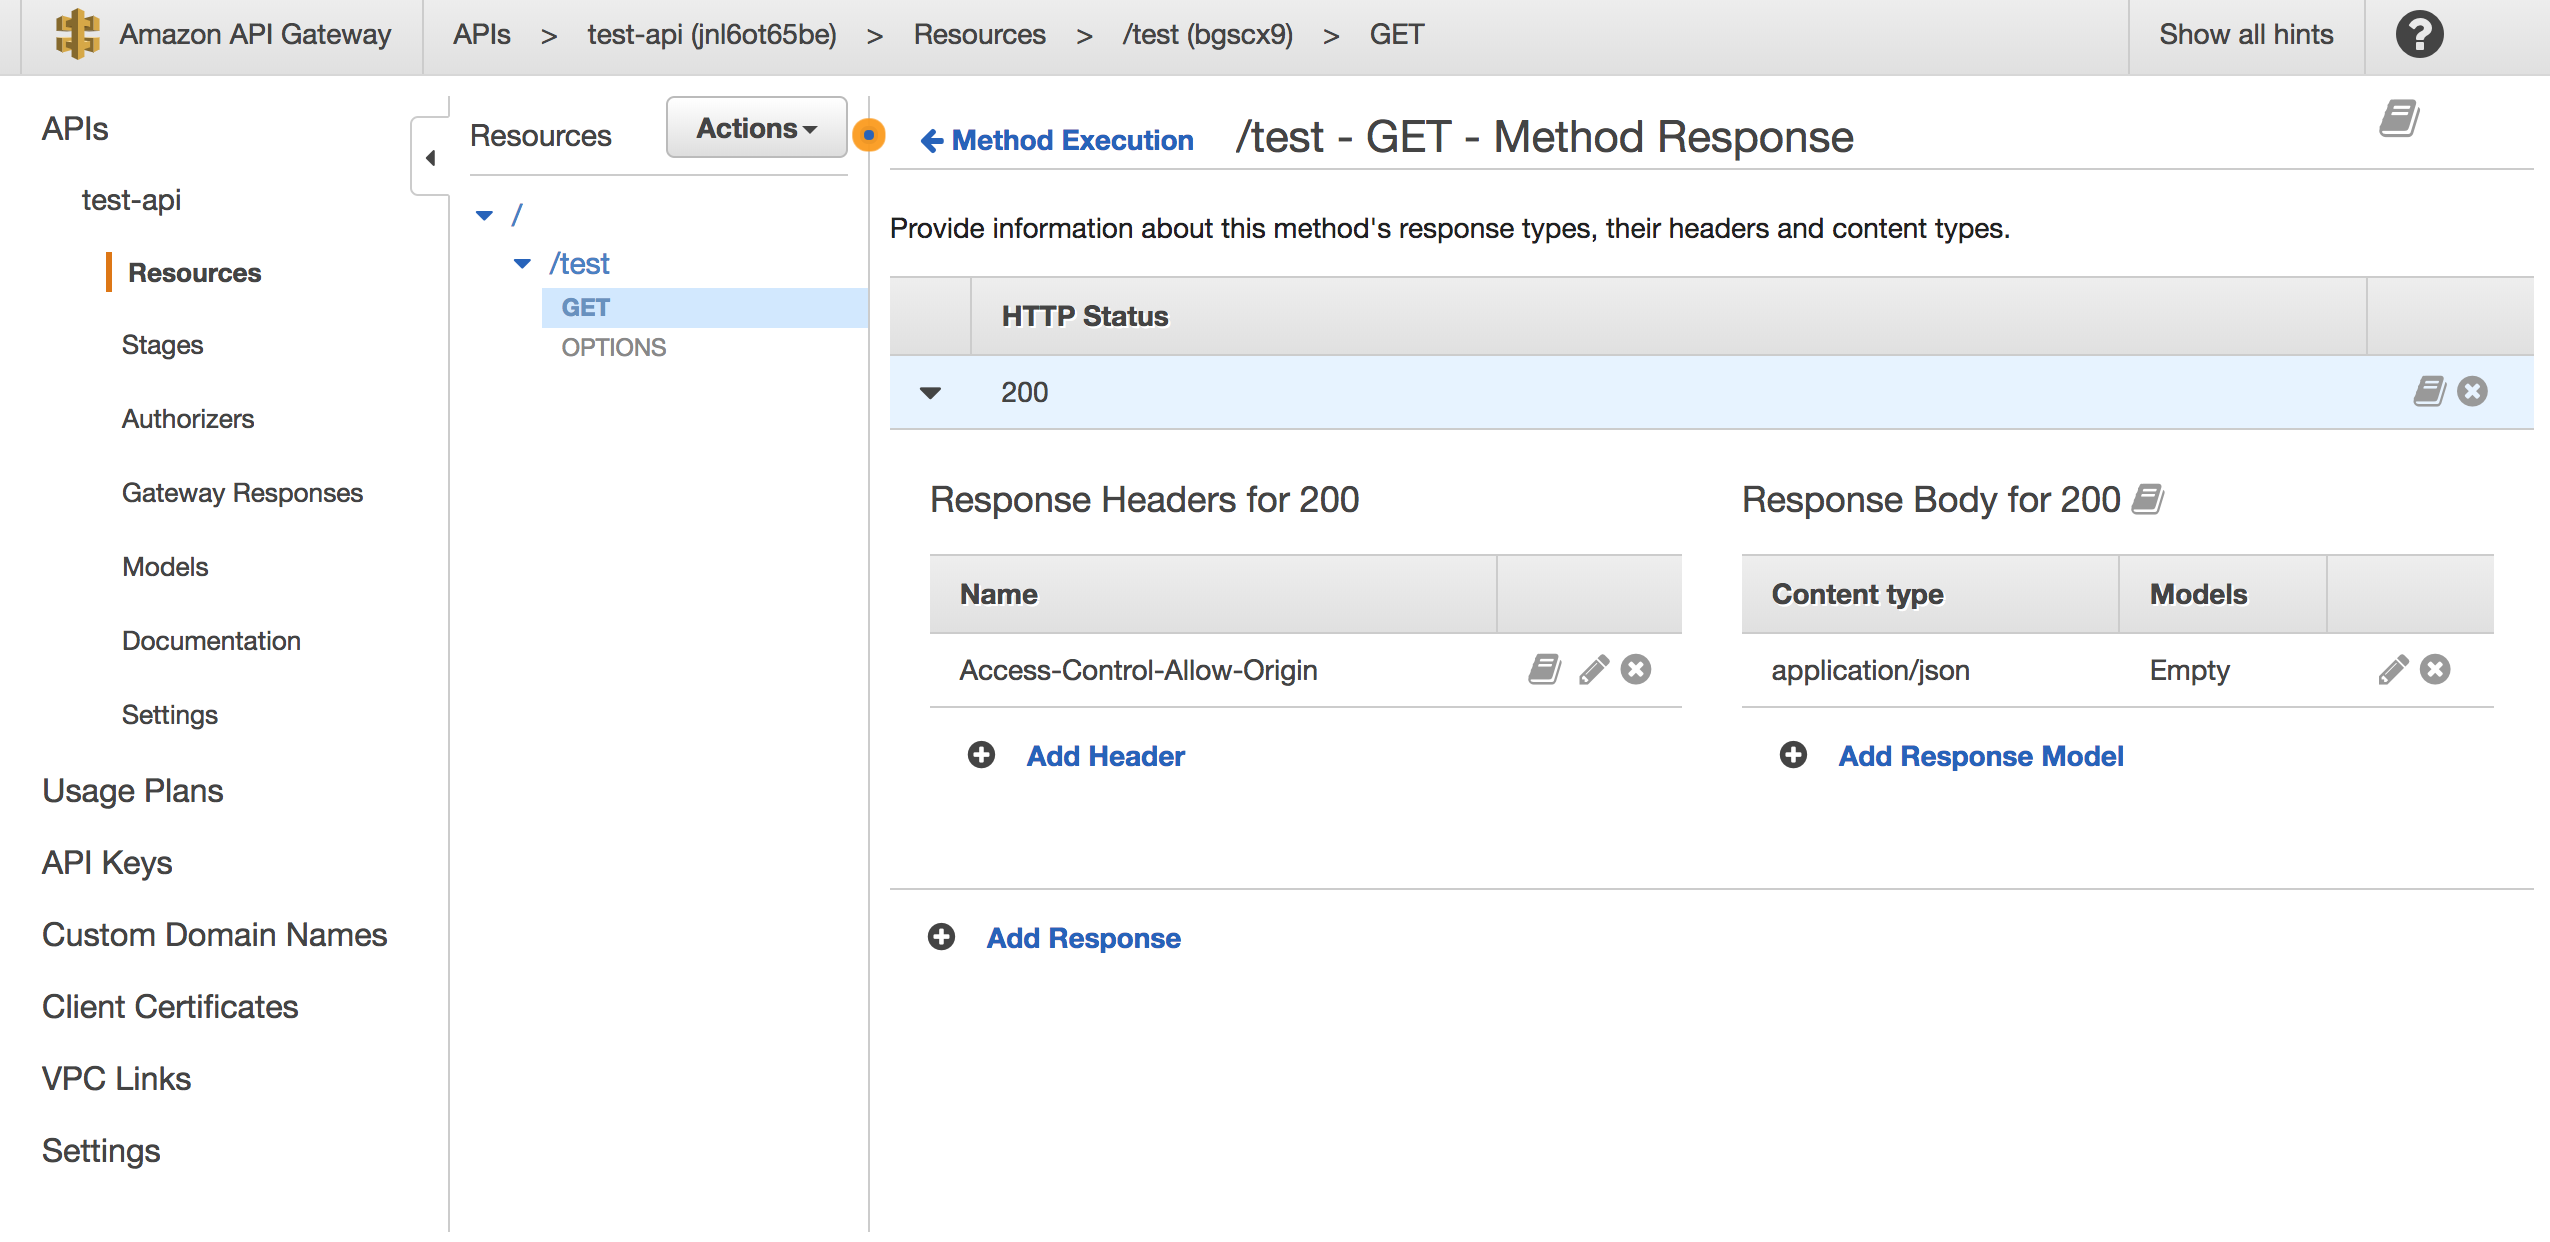 Amazon API Gateway
APIs > test-api (jnl6ot65be) > Resources > /test (bgscx9) > GET
Show all hints
?
APIs
test-api
Resources
Stages
Authorizers
Gateway Responses
Models
Documentation
Settings
Usage Plans
API Keys
Custom Domain Names
Client Certificates
VPC Links
Settings
Resources
Actions
/
/test
GET
OPTIONS
Method Execution
/test - GET - Method Response
Provide information about this method's response types, their headers and content types.
HTTP Status
200
Response Headers for 200
Name
Access-Control-Allow-Origin
Add Header
Response Body for 200
Content type Models
application/json Empty
Add Response Model
Add Response